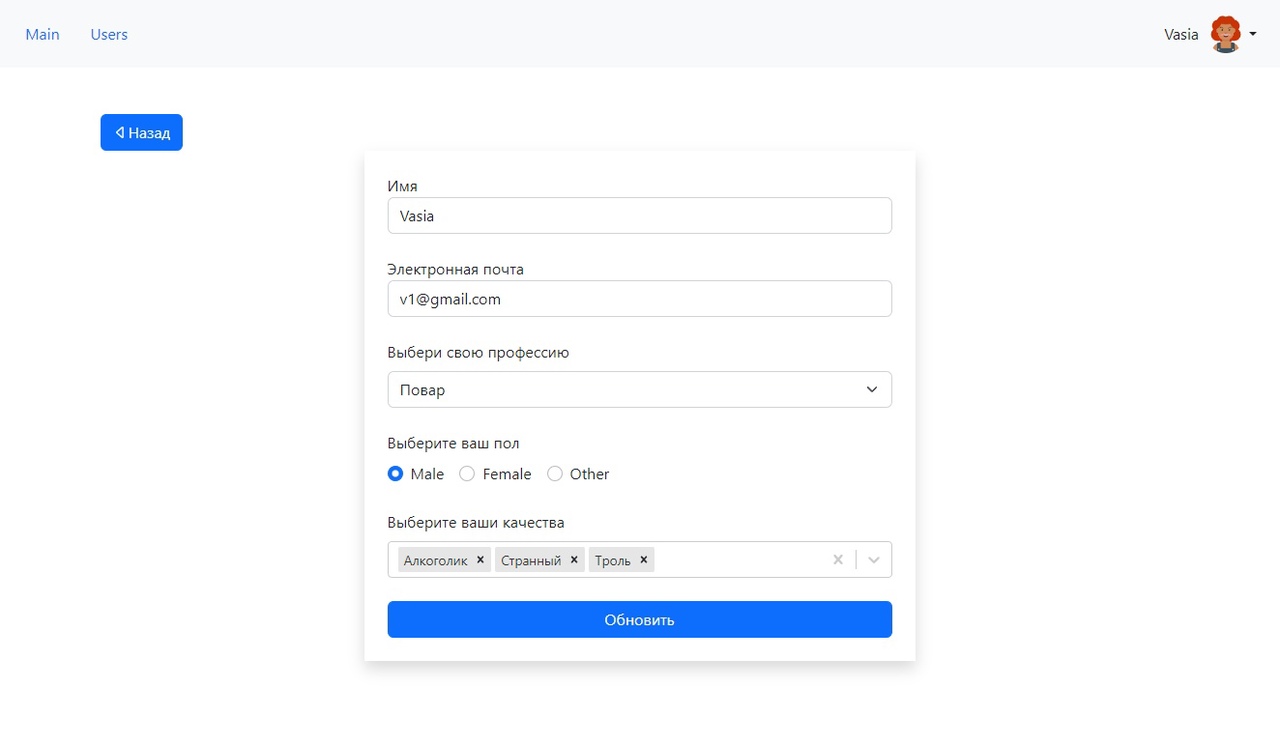 Main Users Vasia
Назад
Имя
Vasia
Электронная почта
v1@gmail.com
Выбери свою профессию
Повар
Выберите ваш пол
Male Female Other
Выберите ваши качества
Алкоголик Странный Троль
Обновить